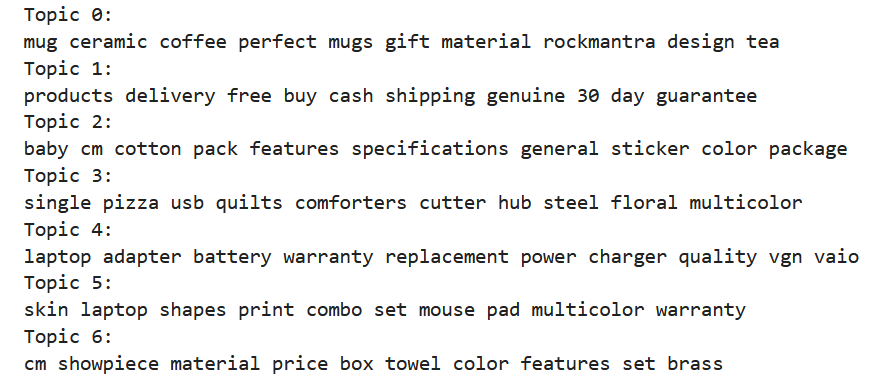 Topic 0:
mug ceramic coffee perfect mugs gift material rockmantra design tea
Topic 1:
products delivery free buy cash shipping genuine 30 day guarantee
Topic 2:
baby cm cotton pack features specifications general sticker color package
Topic 3:
single pizza usb quilts comforters cutter hub steel floral multicolor
Topic 4:
laptop adapter battery warranty replacement power charger quality vgn vaio
Topic 5:
skin laptop shapes print combo set mouse pad multicolor warranty
Topic 6:
cm showpiece material price box towel color features set brass